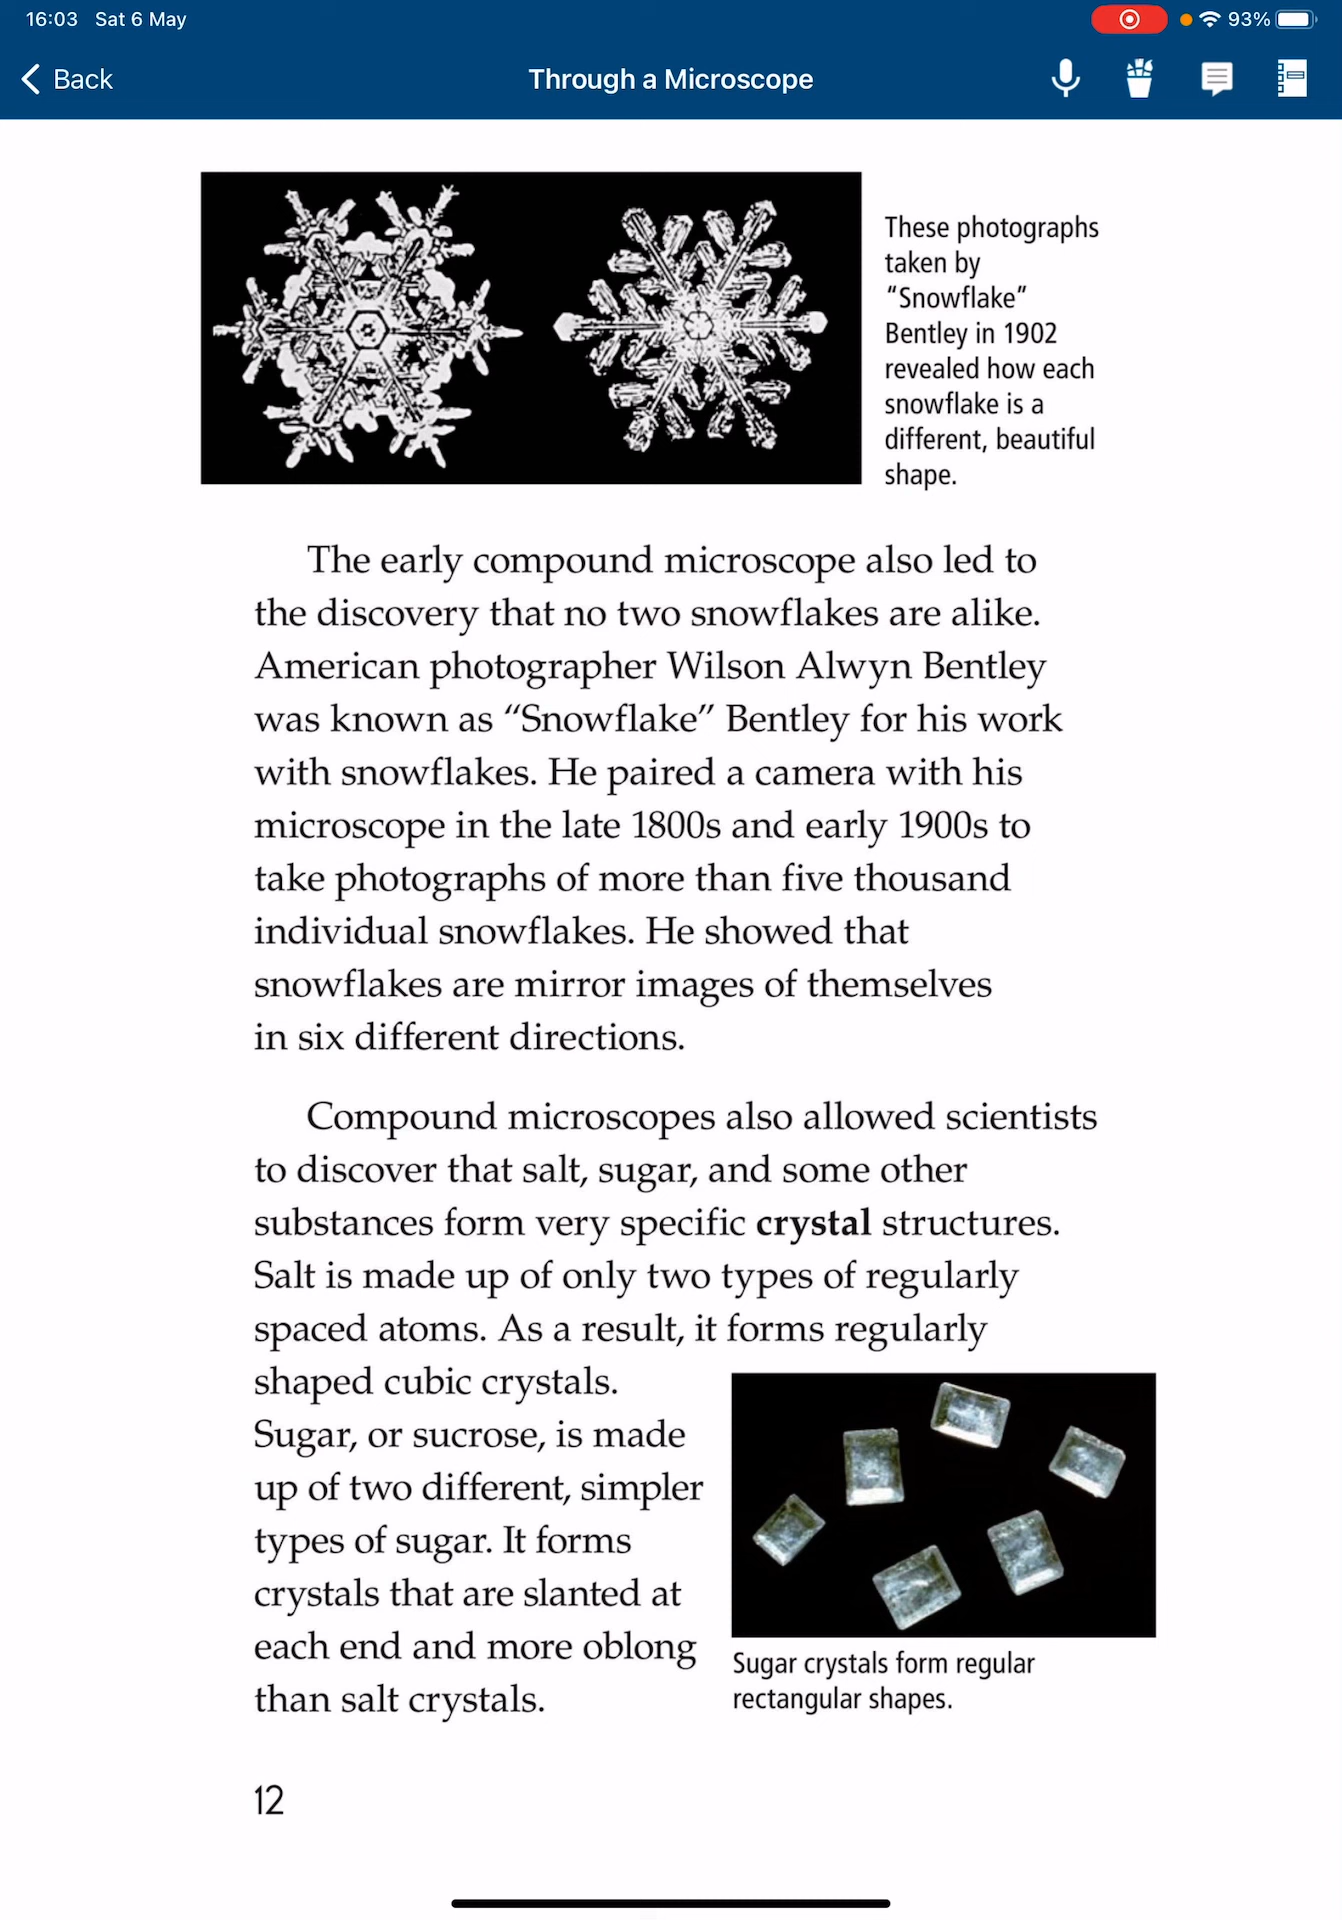 16:03 Sat 6 May
93%
Back
Through a Microscope
These photographs
taken by
“Snowflake”
Bentley in 1902
revealed how each
snowflake is a
different, beautiful
shape.
The early compound microscope also led to
the discovery that no two snowflakes are alike.
American photographer Wilson Alwyn Bentley
was known as “Snowflake” Bentley for his work
with snowflakes. He paired a camera with his
microscope in the late 1800s and early 1900s to
take photographs of more than five thousand
individual snowflakes. He showed that
snowflakes are mirror images of themselves
in six different directions.
Compound microscopes also allowed scientists
to discover that salt, sugar, and some other
substances form very specific crystal structures.
Salt is made up of only two types of regularly
spaced atoms. As a result, it forms regularly
shaped cubic crystals.
Sugar, or sucrose, is made
up of two different, simpler
types of sugar. It forms
crystals that are slanted at
each end and more oblong
than salt crystals.
Sugar crystals form regular
rectangular shapes.
12